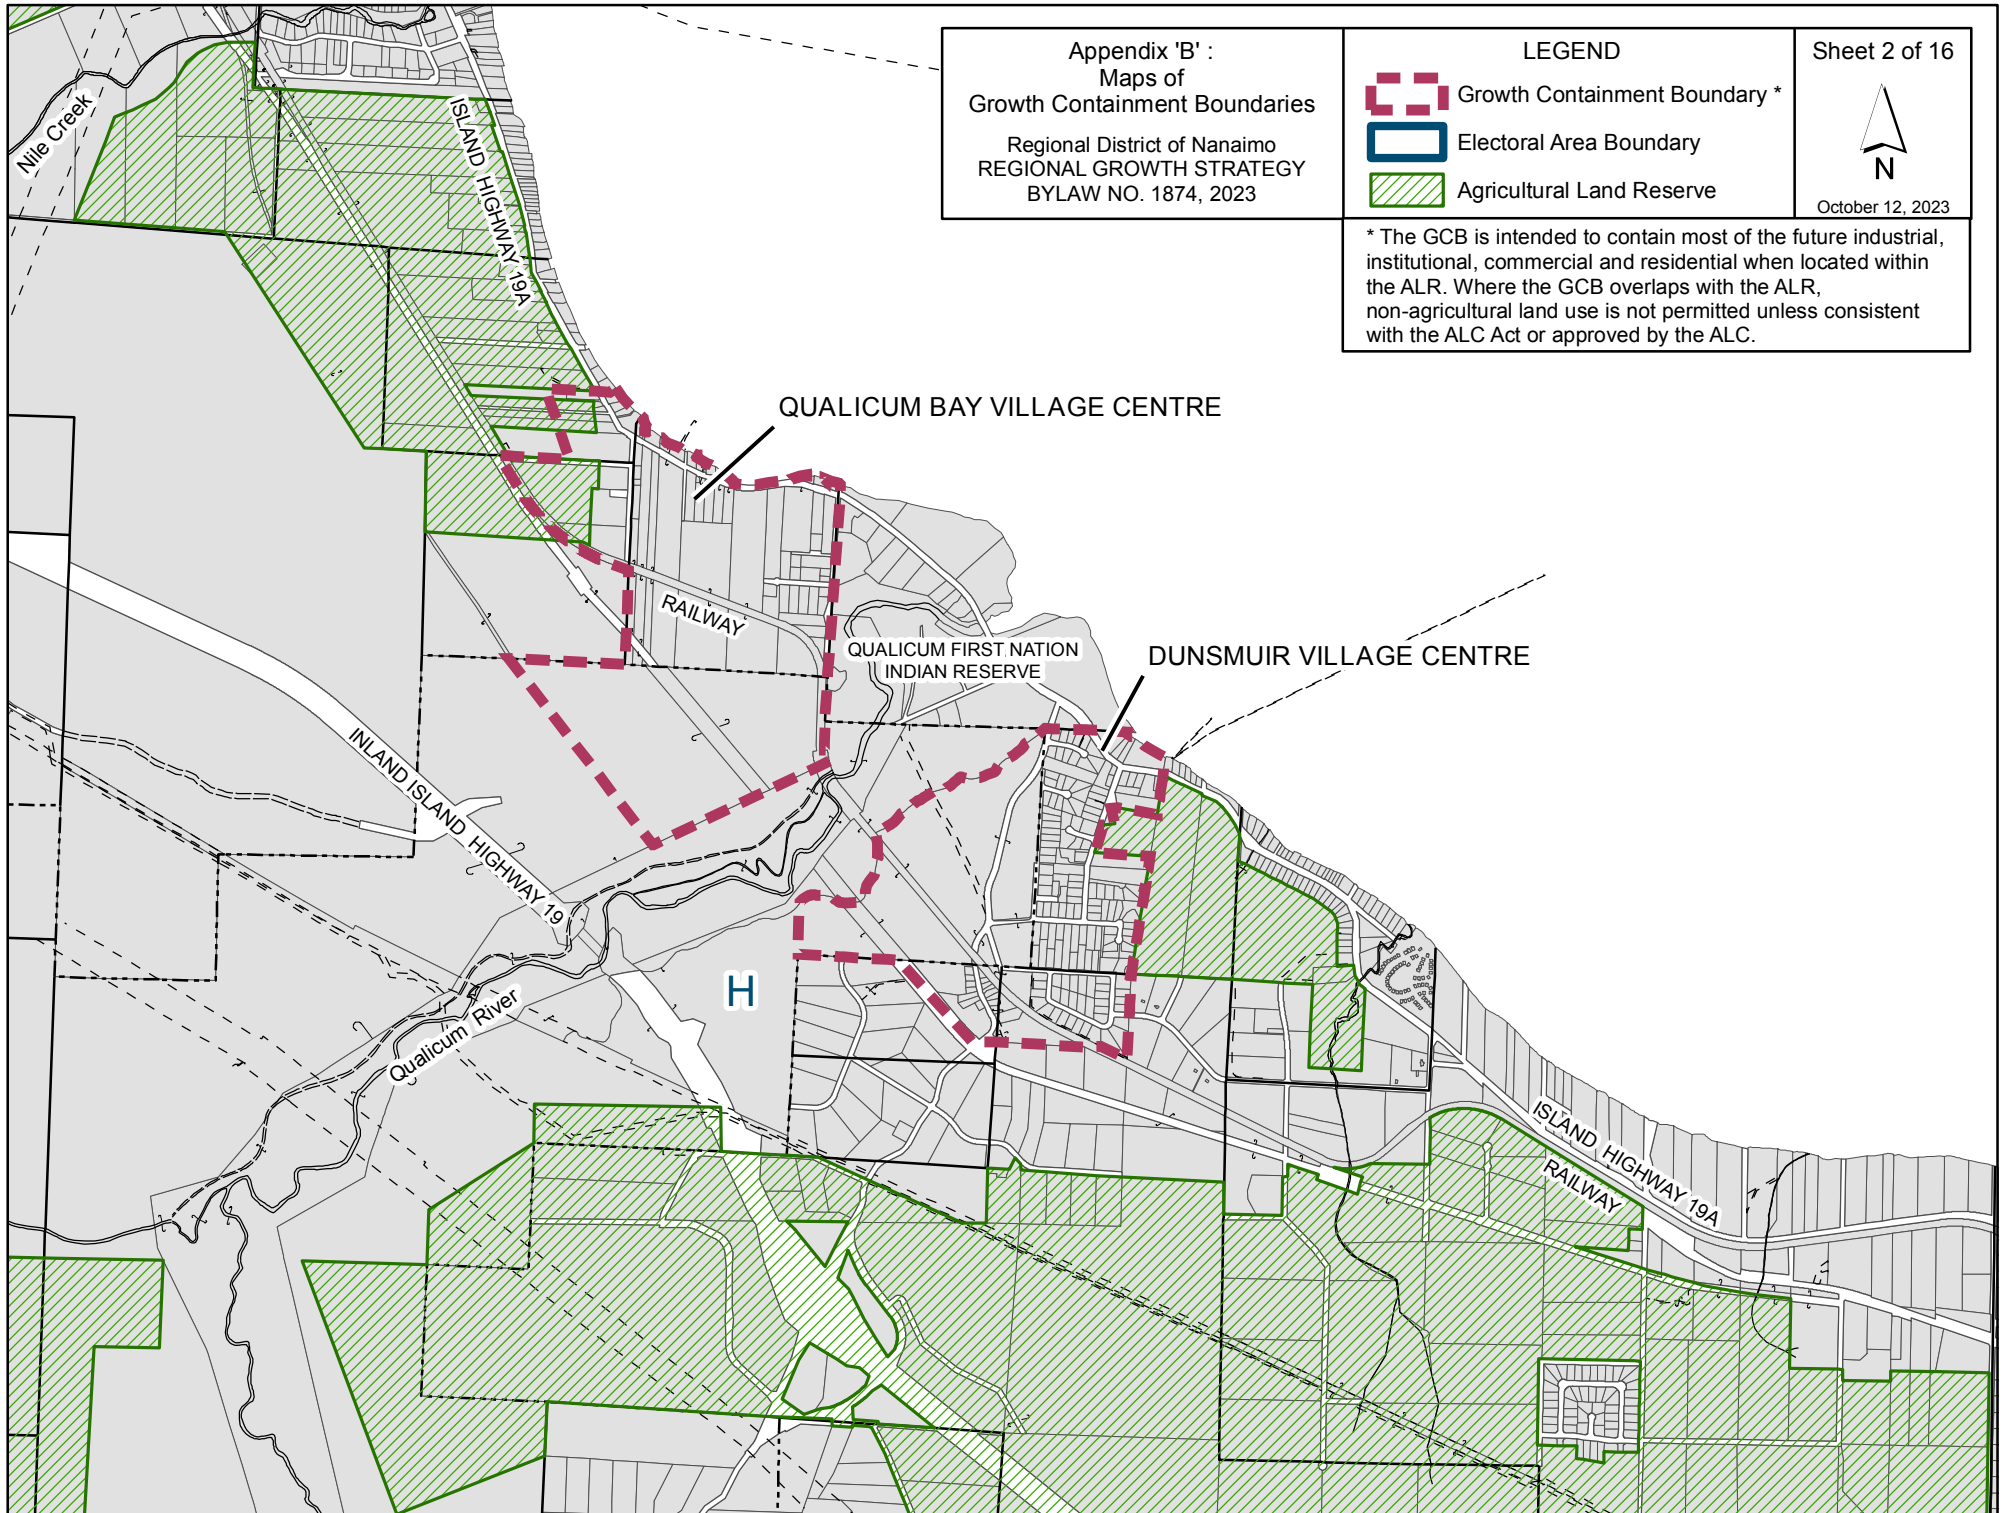 Appendix 'B' :
Maps of
Growth Containment Boundaries
Regional District of Nanaimo
REGIONAL GROWTH STRATEGY
BYLAW NO. 1874, 2023
LEGEND
Growth Containment Boundary *
Electoral Area Boundary
Agricultural Land Reserve
Sheet 2 of 16
N
October 12, 2023
* The GCB is intended to contain most of the future industrial,
institutional, commercial and residential when located within
the ALR. Where the GCB overlaps with the ALR,
non-agricultural land use is not permitted unless consistent
with the ALC Act or approved by the ALC.
Nile Creek
ISLAND HIGHWAY 19A
QUALICUM BAY VILLAGE CENTRE
RAILWAY
QUALICUM FIRST NATION
INDIAN RESERVE
DUNSMUIR VILLAGE CENTRE
INLAND ISLAND HIGHWAY 19
H
Qualicum River
ISLAND HIGHWAY 19A
RAILWAY